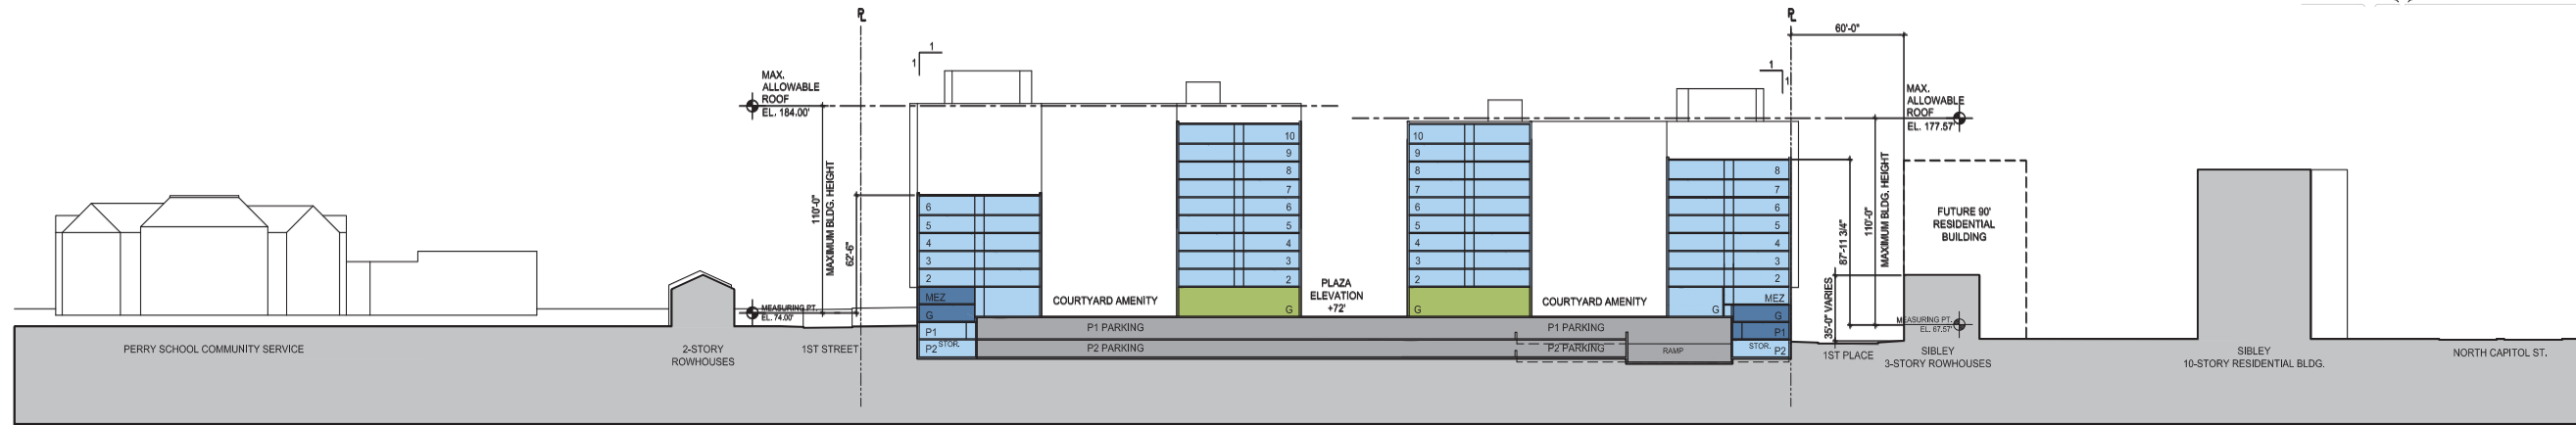 PL
PL
60'-0"
1
1
1
1
MAX.
ALLOWABLE
ROOF
EL. 184.00'
MAX.
ALLOWABLE
ROOF
EL. 177.57'
110'-0"
MAXIMUM BLDG. HEIGHT
62'-6"
6
5
4
3
2
MEZ
G
P1
P2
STOR.
COURTYARD AMENITY
10
9
8
7
6
5
4
3
2
G
PLAZA
ELEVATION
+72'
10
9
8
7
6
5
4
3
2
G
COURTYARD AMENITY
8
7
6
5
4
3
2
MEZ
G
G
P1
STOR.
P2
P1 PARKING
P1 PARKING
P2 PARKING
P2 PARKING
RAMP
87'-11 3/4"
110'-0"
MAXIMUM BLDG. HEIGHT
35'-0" VARIES
FUTURE 90'
RESIDENTIAL
BUILDING
MEASURING PT.
EL. 74.00'
MEASURING PT.
EL. 67.57'
PERRY SCHOOL COMMUNITY SERVICE
2-STORY
ROWHOUSES
1ST STREET
1ST PLACE
SIBLEY
3-STORY ROWHOUSES
SIBLEY
10-STORY RESIDENTIAL BLDG.
NORTH CAPITOL ST.